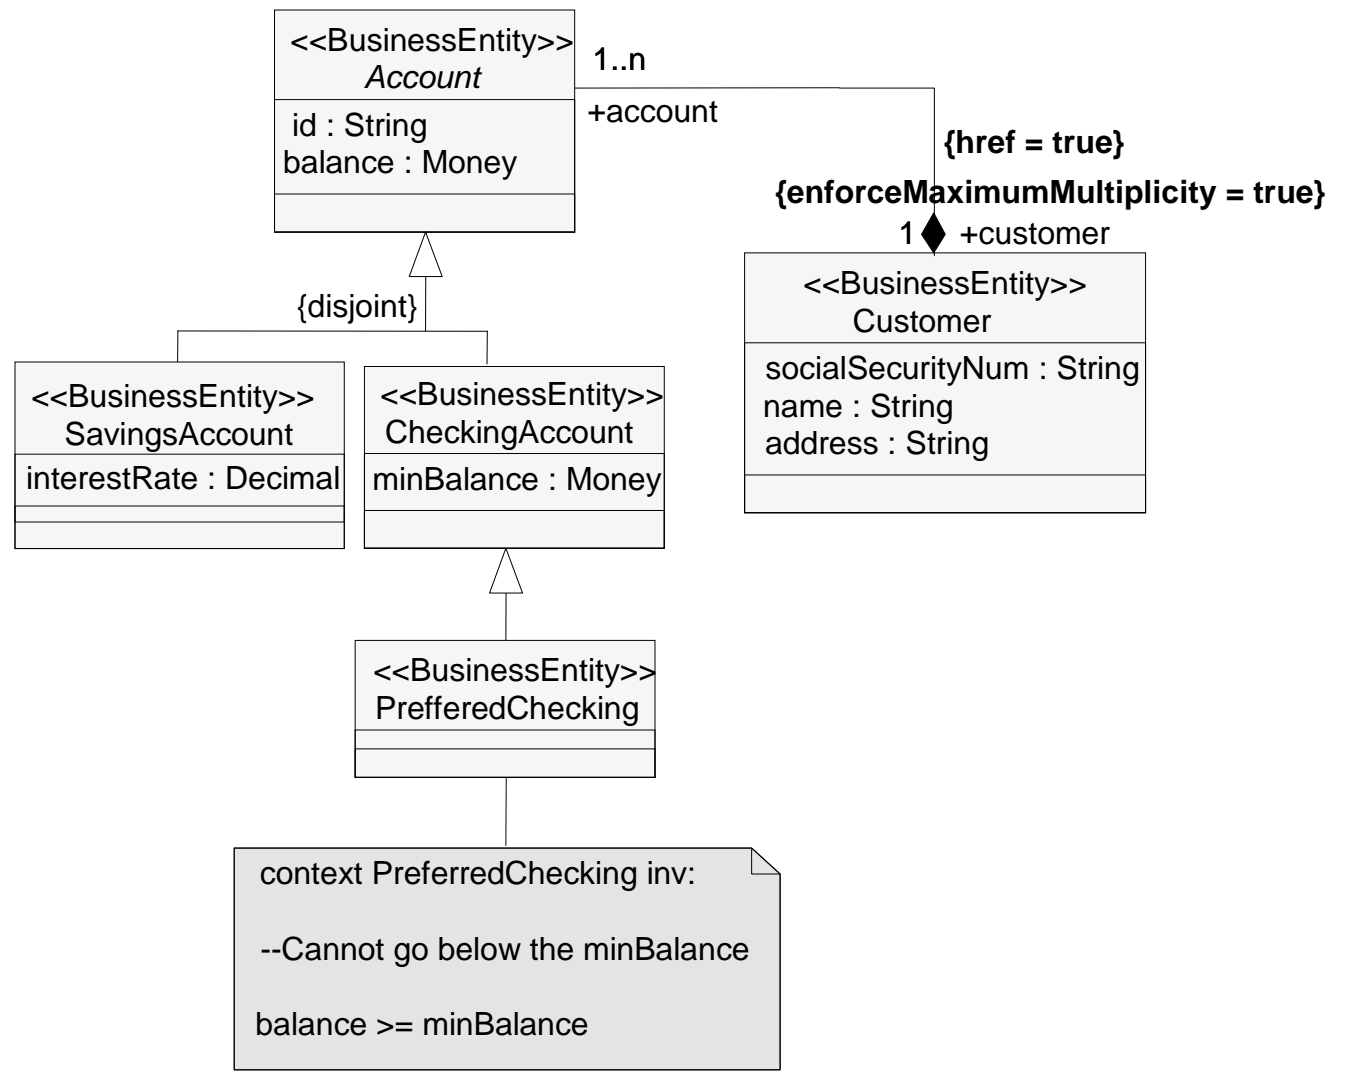 <<BusinessEntity>>
Account
id : String
balance : Money
1..n
+account
{href = true}
{enforceMaximumMultiplicity = true}
1
+customer
<<BusinessEntity>>
Customer
socialSecurityNum : String
name : String
address : String
{disjoint}
<<BusinessEntity>>
SavingsAccount
interestRate : Decimal
<<BusinessEntity>>
CheckingAccount
minBalance : Money
<<BusinessEntity>>
PrefferedChecking
context PreferredChecking inv:
--Cannot go below the minBalance
balance >= minBalance